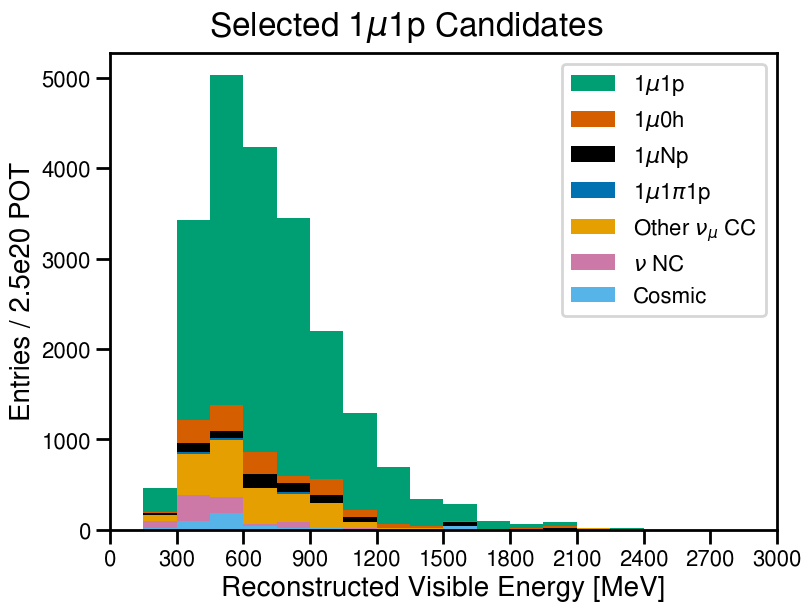 Selected 1μ1p Candidates
Entries / 2.5e20 POT
5000
4000
3000
2000
1000
0
1μ1p
1μ0h
1μNp
1μ1π1p
Other νμ CC
ν NC
Cosmic
0 300 600 900 1200 1500 1800 2100 2400 2700 3000
Reconstructed Visible Energy [MeV]